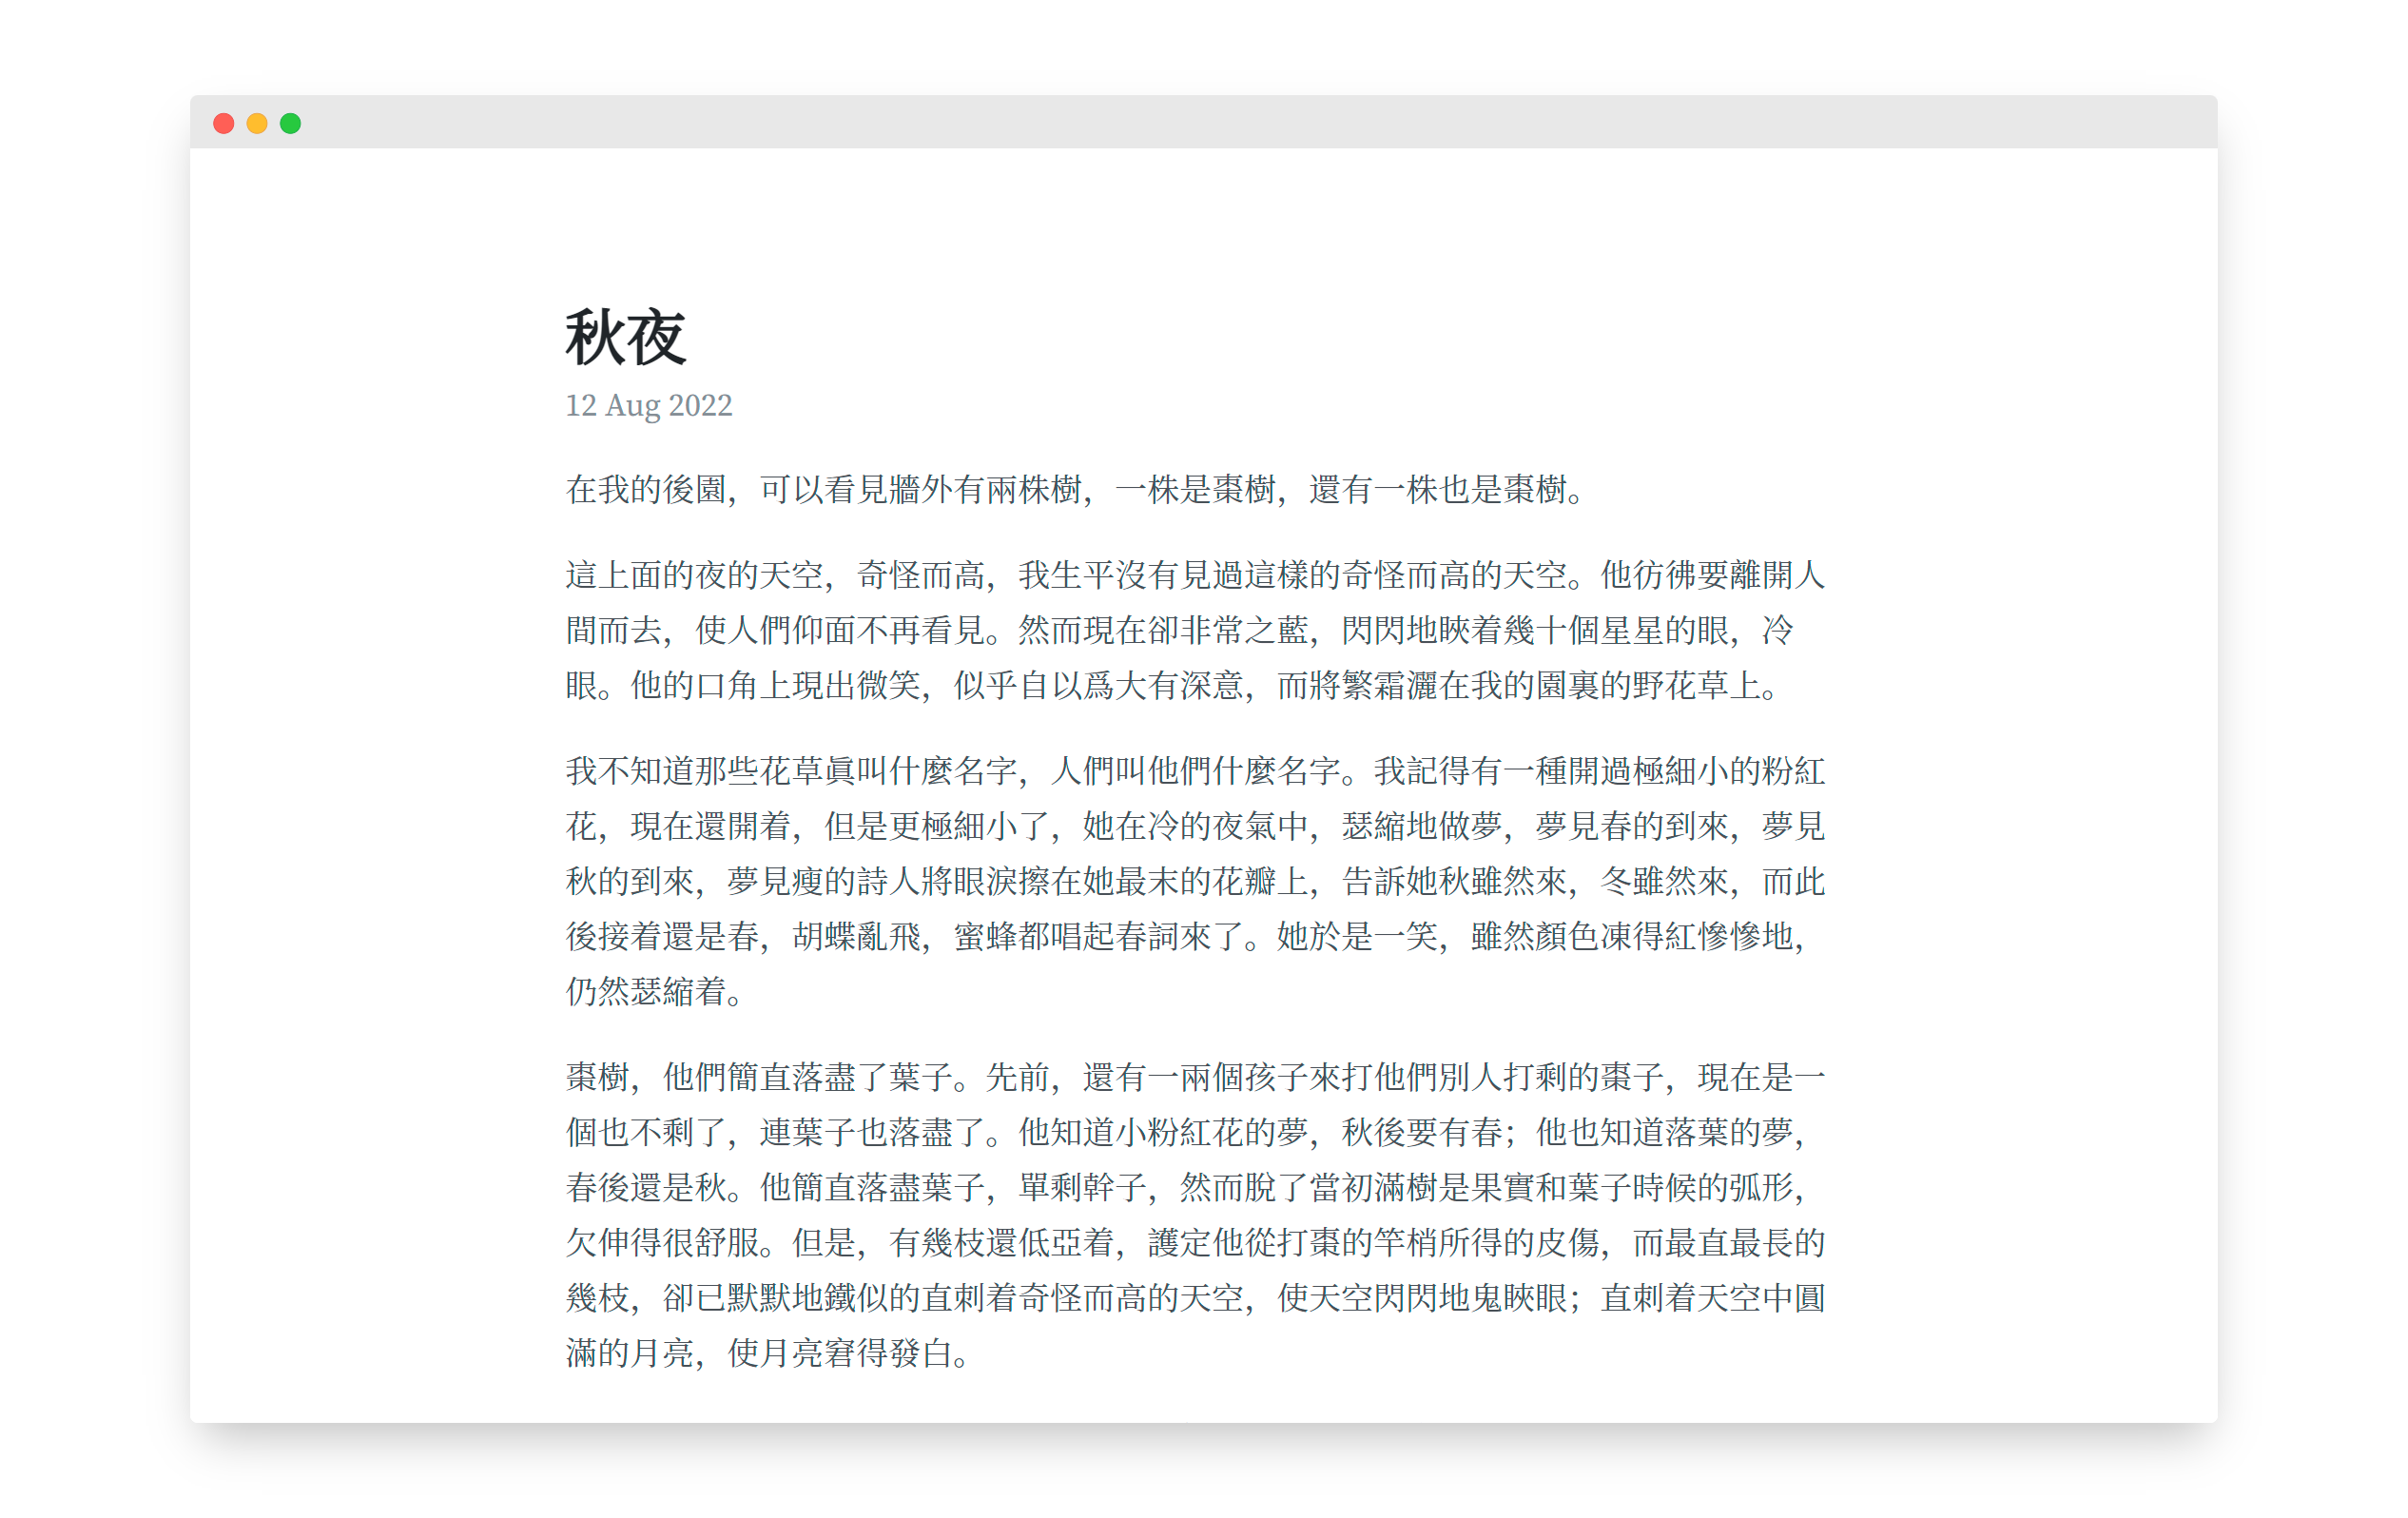 秋夜
12 Aug 2022
在我的後園，可以看見牆外有兩株樹，一株是棗樹，還有一株也是棗樹。
這上面的夜的天空，奇怪而高，我生平沒有見過這樣的奇怪而高的天空。他彷彿要離開人
間而去，使人們仰面不再看見。然而現在卻非常之藍，閃閃地䀹着幾十個星星的眼，冷
眼。他的口角上現出微笑，似乎自以爲大有深意，而將繁霜灑在我的園裏的野花草上。
我不知道那些花草眞叫什麼名字，人們叫他們什麼名字。我記得有一種開過極細小的粉紅
花，現在還開着，但是更極細小了，她在冷的夜氣中，瑟縮地做夢，夢見春的到來，夢見
秋的到來，夢見瘦的詩人將眼淚擦在她最末的花瓣上，告訴她秋雖然來，冬雖然來，而此
後接着還是春，胡蝶亂飛，蜜蜂都唱起春詞來了。她於是一笑，雖然顏色凍得紅慘慘地，
仍然瑟縮着。
棗樹，他們簡直落盡了葉子。先前，還有一兩個孩子來打他們別人打剩的棗子，現在是一
個也不剩了，連葉子也落盡了。他知道小粉紅花的夢，秋後要有春；他也知道落葉的夢，
春後還是秋。他簡直落盡葉子，單剩幹子，然而脫了當初滿樹是果實和葉子時候的弧形，
欠伸得很舒服。但是，有幾枝還低亞着，護定他從打棗的竿梢所得的皮傷，而最直最長的
幾枝，卻已默默地鐵似的直刺着奇怪而高的天空，使天空閃閃地鬼䀹眼；直刺着天空中圓
滿的月亮，使月亮窘得發白。